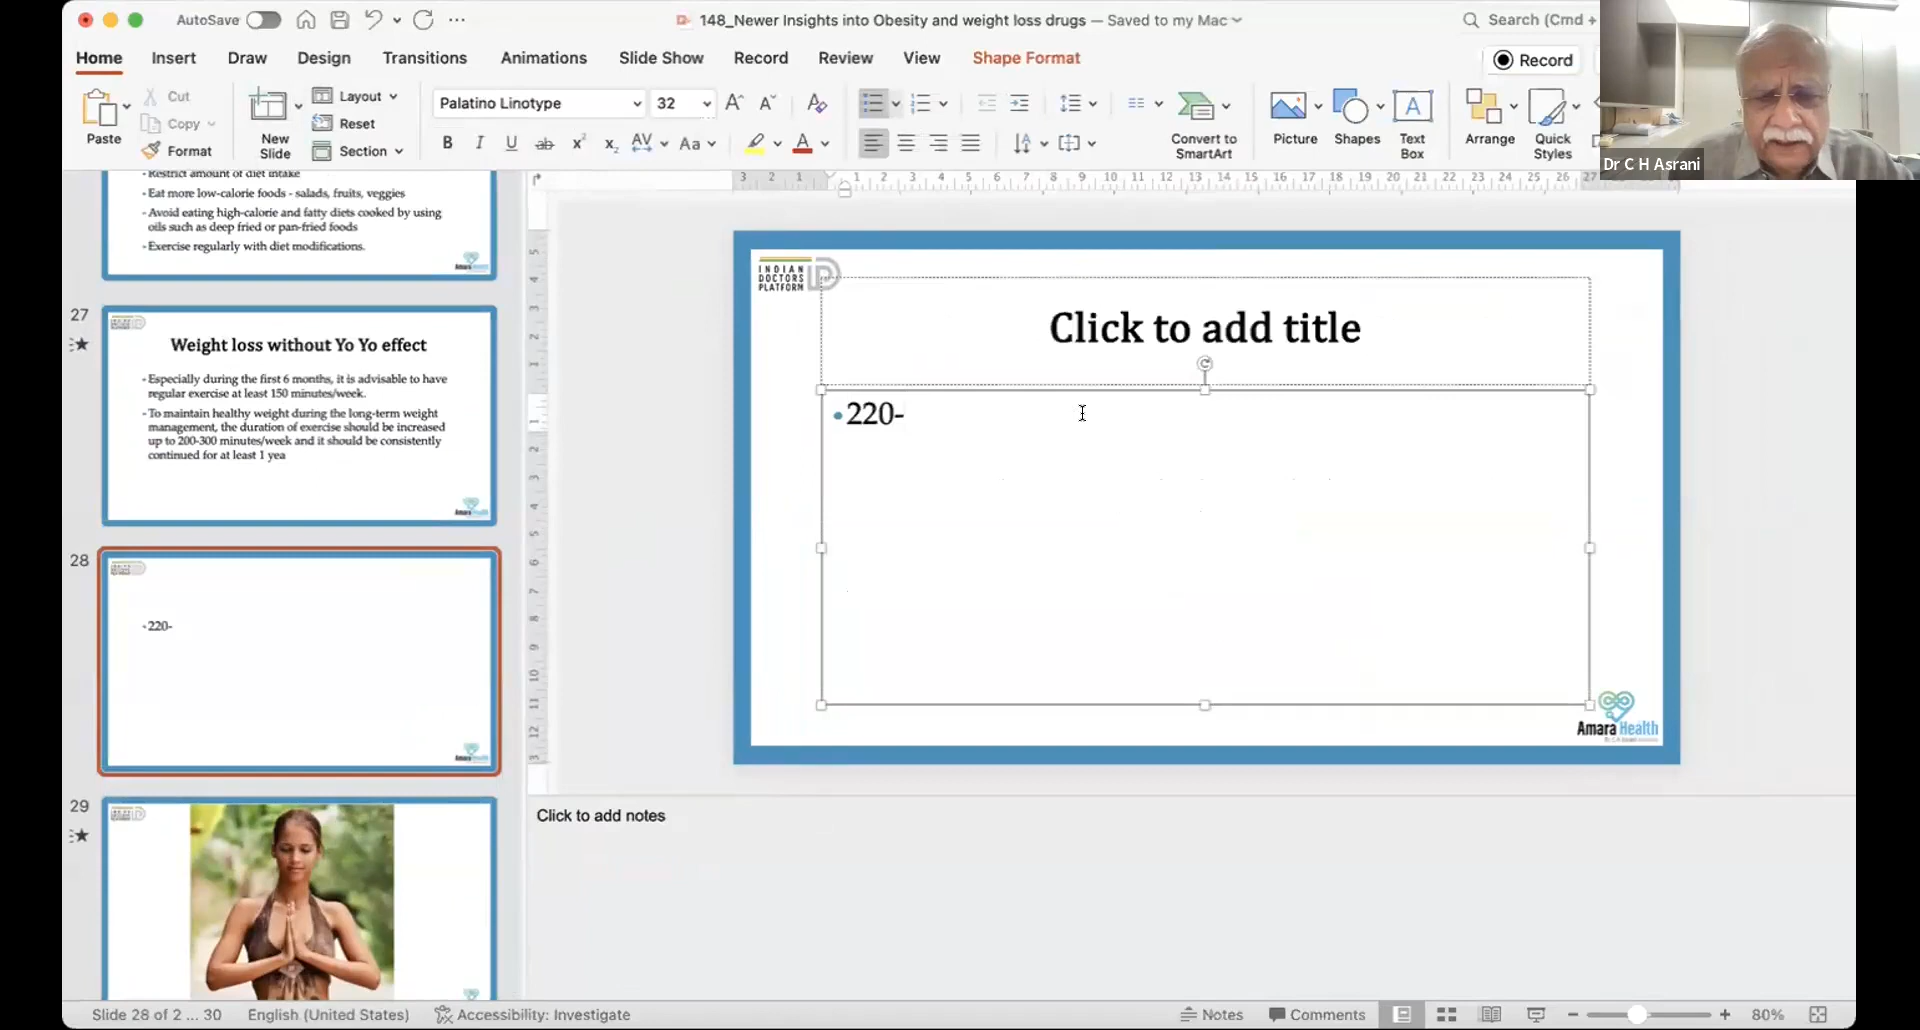 AutoSave
148_Newer Insights into Obesity and weight loss drugs — Saved to my Mac
Search (Cmd +
Home Insert Draw Design Transitions Animations Slide Show Record Review View Shape Format
Record
Paste
Cut
Copy
Format
New Slide
Layout
Reset
Section
Palatino Linotype
32
Convert to SmartArt
Picture
Shapes
Text Box
Arrange
Quick Styles
Dr C H Asrani
Restrict amount of diet intake
Eat more low-calorie foods - salads, fruits, veggies
Avoid eating high-calorie and fatty diets cooked by using
oils such as deep fried or pan-fried foods
Exercise regularly with diet modifications.
27
Weight loss without Yo Yo effect
Especially during the first 6 months, it is advisable to have
regular exercise at least 150 minutes/week.
To maintain healthy weight during the long-term weight
management, the duration of exercise should be increased
up to 200-300 minutes/week and it should be consistently
continued for at least 1 yea
28
220-
29
INDIAN
DOCTORS
PLATFORM
Click to add title
220-
Amara Health
Click to add notes
Slide 28 of 2 ... 30
English (United States)
Accessibility: Investigate
Notes
Comments
80%